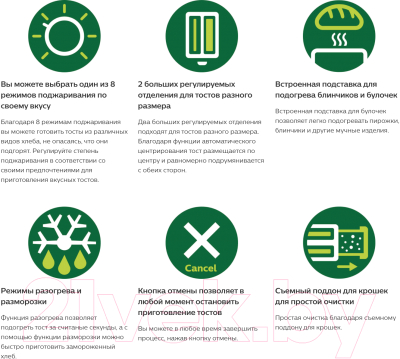 Вы можете выбрать один из 8
режимов поджаривания по
своему вкусу
Благодаря 8 режимам поджаривания
вы можете готовить тосты из различных
видов хлеба, не опасаясь, что они
подгорят. Регулируйте степень
поджаривания в соответствии со
своими предпочтениями для
приготовления вкусных тостов.
2 больших регулируемых
отделения для тостов разного
размера
Два больших регулируемых отделения
подходят для тостов разного размера.
Благодаря функции автоматического
центрирования тост размещается по
центру и равномерно подрумянивается
с обеих сторон.
Встроенная подставка для
подогрева блинчиков и булочек
Встроенная подставка для булочек
позволяет легко подогревать пирожки,
блинчики и другие мучные изделия.
Режимы разогрева и
разморозки
Функция разогрева позволяет
подогреть тост за считаные секунды, а с
помощью функции разморозки можно
быстро приготовить замороженный
хлеб.
Cancel
Кнопка отмены позволяет в
любой момент остановить
приготовление тостов
Вы можете в любое время завершить
процесс, нажав кнопку отмены.
Съемный поддон для крошек
для простой очистки
Простая очистка благодаря съемному
поддону для крошек.
21vek.by